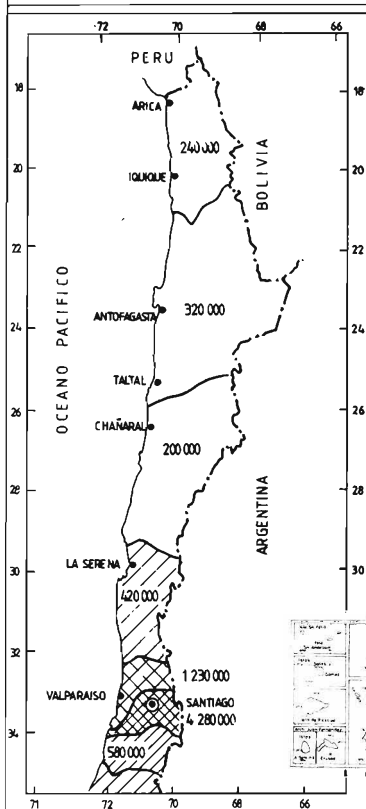 72 70 68 66
PERU
18 18
ARICA
240 000
BOLIVIA
20 20
IQUIQUE
22 22
OCEANO PACIFICO
320 000
ANTOFAGASTA
24 24
TALTAL
26 26
CHAÑARAL
200 000
ARGENTINA
28 28
LA SERENA
30 30
420 000
32
1 230 000
VALPARAISO
SANTIAGO
4 280 000
34
580 000
71 70 68 66